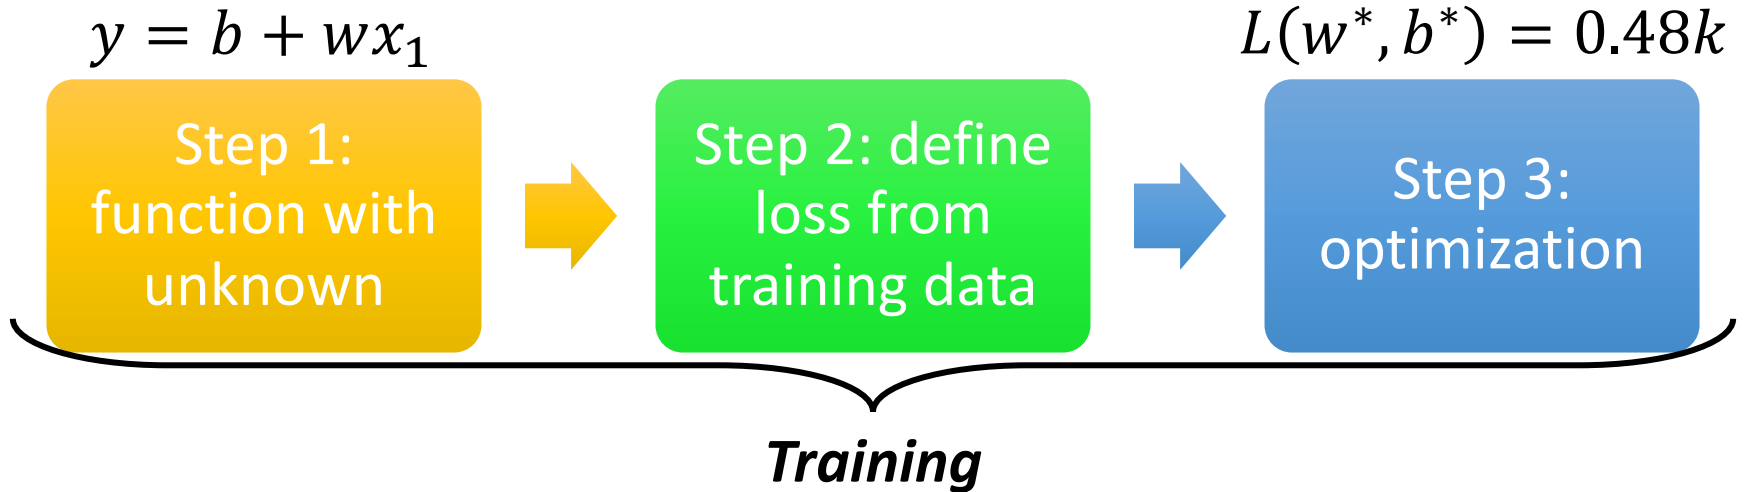 y = b + wx₁
L(w*, b*) = 0.48k
Step 1:
function with
unknown
Step 2: define
loss from
training data
Step 3:
optimization
Training